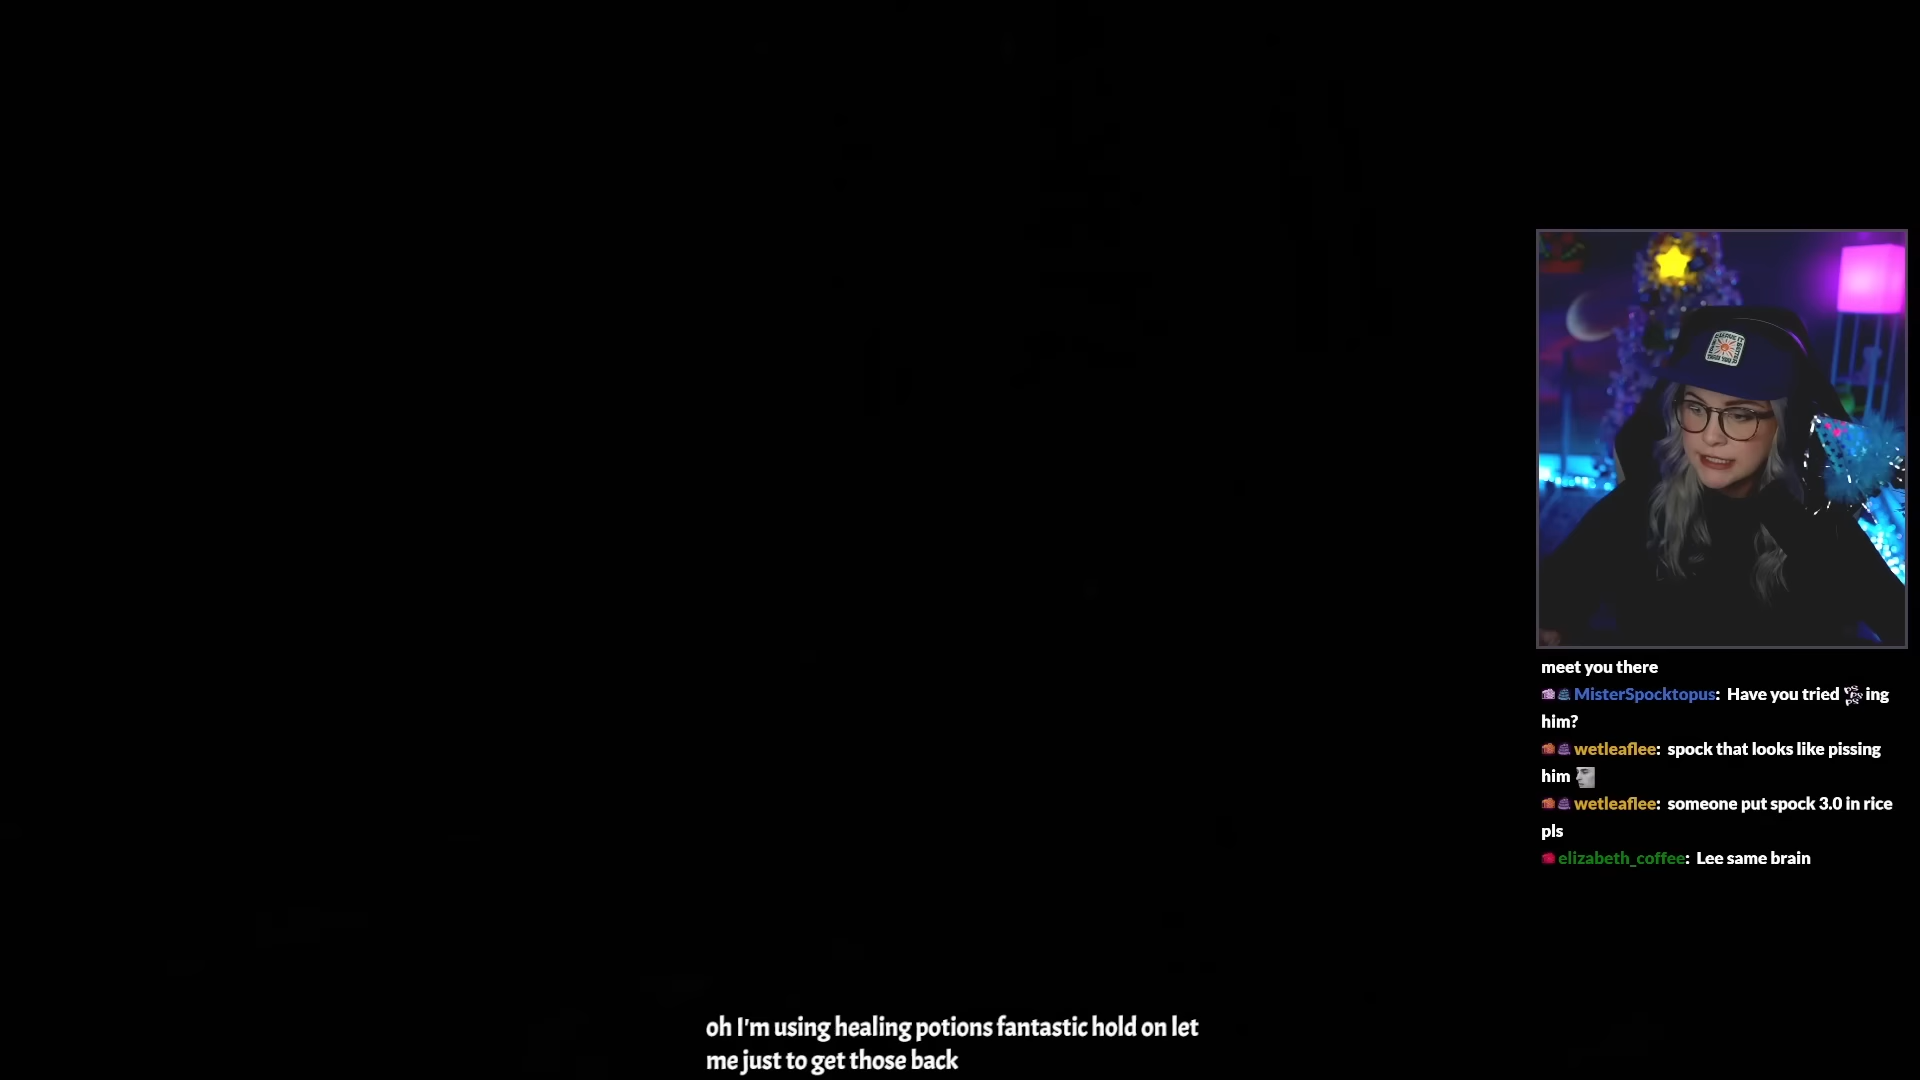 meet you there
MisterSpocktopus: Have you tried ing
him?
wetleaflee: spock that looks like pissing
him
wetleaflee: someone put spock 3.0 in rice
pls
elizabeth_coffee: Lee same brain
oh I'm using healing potions fantastic hold on let
me just to get those back